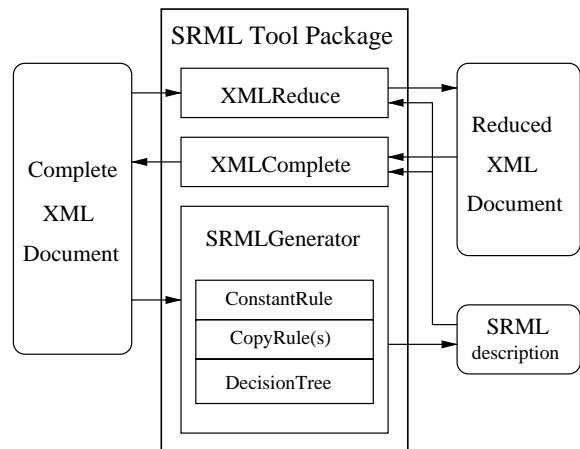 SRML Tool Package
XMLReduce
XMLComplete
Complete
XML
Document
Reduced
XML
Document
SRMLGenerator
ConstantRule
CopyRule(s)
DecisionTree
SRML
description